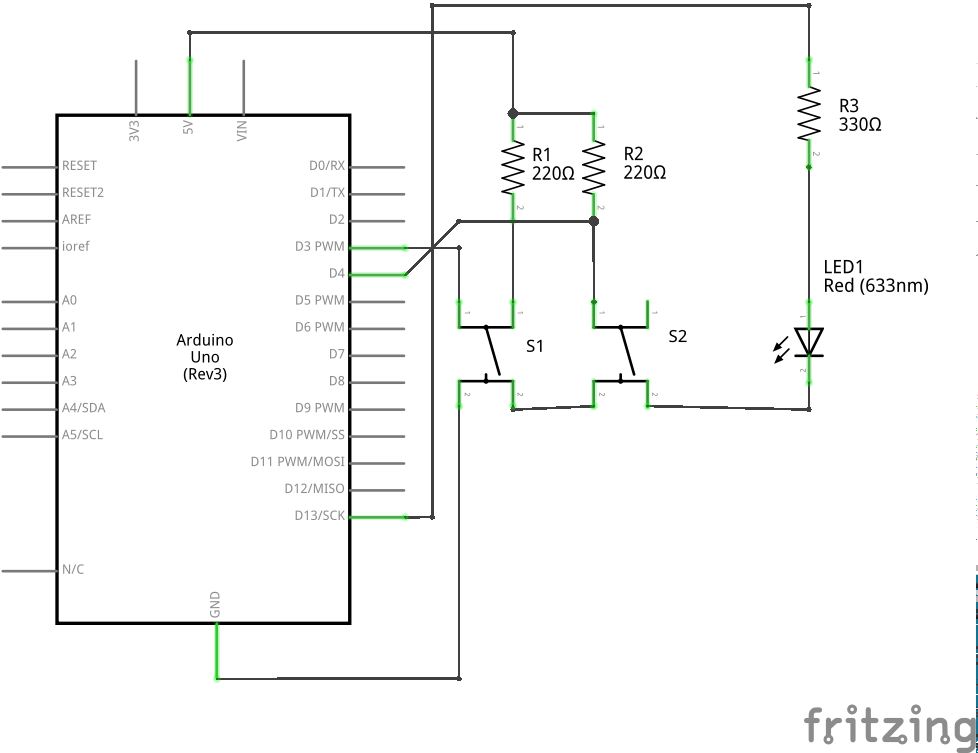 3V3
5V
VIN
RESET
RESET2
AREF
ioref
A0
A1
A2
A3
A4/SDA
A5/SCL
N/C
D0/RX
D1/TX
D2
D3 PWM
D4
D5 PWM
D6 PWM
D7
D8
D9 PWM
D10 PWM/SS
D11 PWM/MOSI
D12/MISO
D13/SCK
GND
Arduino
Uno
(Rev3)
1
R1
220Ω
2
1
R2
220Ω
2
1
R3
330Ω
2
1
1
S1
2
2
1
1
S2
2
2
LED1
Red (633nm)
1
2
fritzing